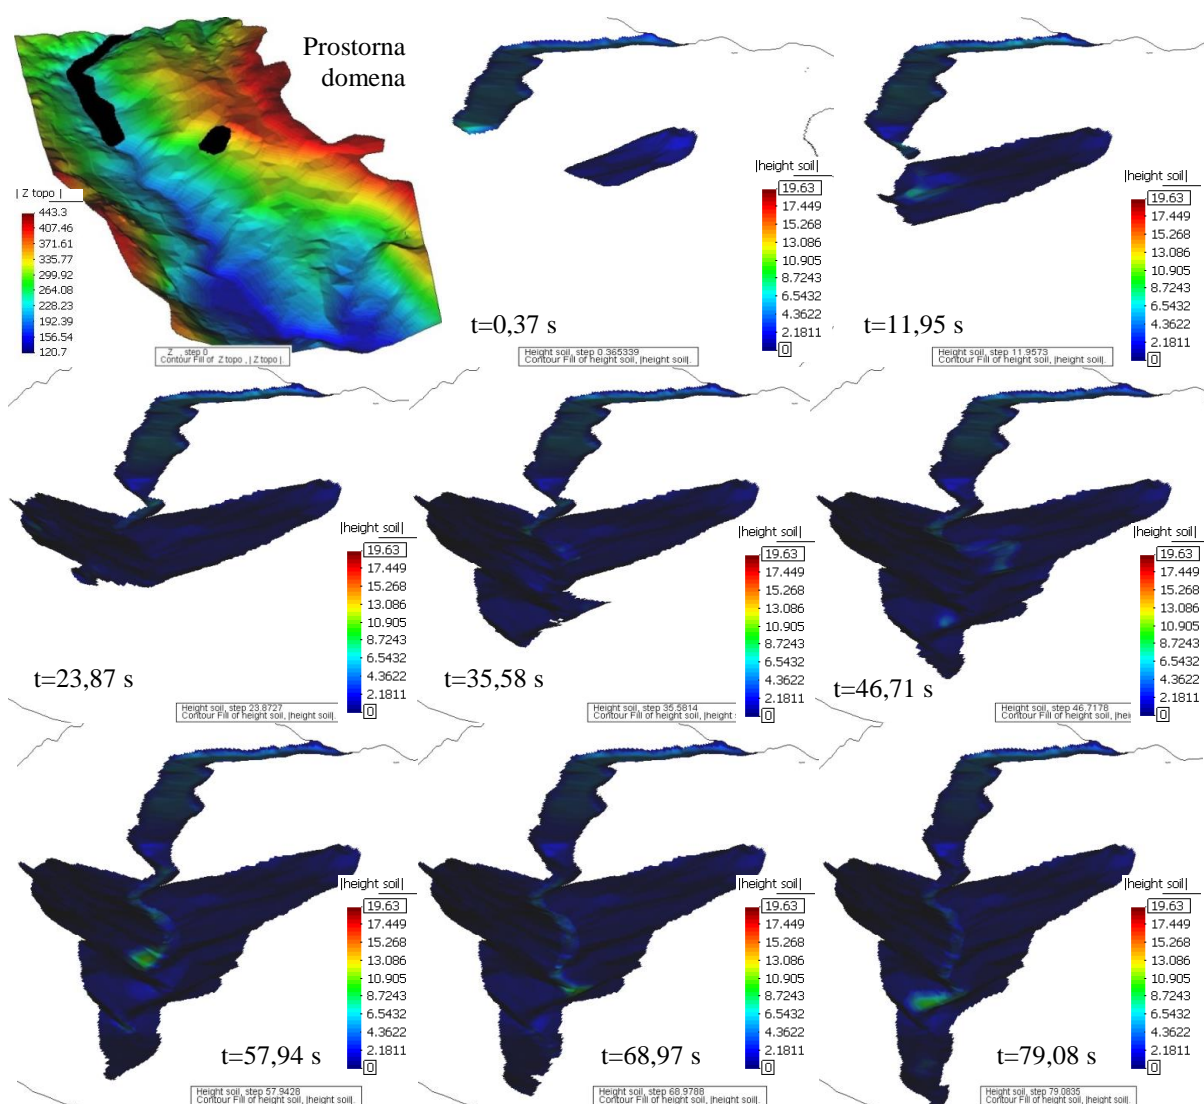 Prostorna
domena
| Z topo |
443.3
407.46
371.61
335.77
299.92
264.08
228.23
192.39
156.54
120.7
Z , step 0
Contour Fill of Z topo , | Z topo |.
|height soil|
19.63
17.449
15.268
13.086
10.905
8.7243
6.5432
4.3622
2.1811
0
t=0,37 s
Height soil, step 0.365339
Contour Fill of height soil, |height soil|.
|height soil|
19.63
17.449
15.268
13.086
10.905
8.7243
6.5432
4.3622
2.1811
0
t=11,95 s
Height soil, step 11.9573
Contour Fill of height soil, |height soil|.
|height soil|
19.63
17.449
15.268
13.086
10.905
8.7243
6.5432
4.3622
2.1811
0
t=23,87 s
Height soil, step 23.8727
Contour Fill of height soil, |height soil|.
|height soil|
19.63
17.449
15.268
13.086
10.905
8.7243
6.5432
4.3622
2.1811
0
t=35,58 s
Height soil, step 35.5814
Contour Fill of height soil, |height s
|height soil|
19.63
17.449
15.268
13.086
10.905
8.7243
6.5432
4.3622
2.1811
0
t=46,71 s
Height soil, step 46.7178
Contour Fill of height soil, |hei
|height soil|
19.63
17.449
15.268
13.086
10.905
8.7243
6.5432
4.3622
2.1811
0
t=57,94 s
Height soil, step 57.9428
Contour Fill of height soil, |height soil|.
|height soil|
19.63
17.449
15.268
13.086
10.905
8.7243
6.5432
4.3622
2.1811
0
t=68,97 s
Height soil, step 68.9788
Contour Fill of height soil, |height soil|.
|height soil|
19.63
17.449
15.268
13.086
10.905
8.7243
6.5432
4.3622
2.1811
0
t=79,08 s
Height soil, step 79.0835
Contour Fill of height soil, |height soil|.